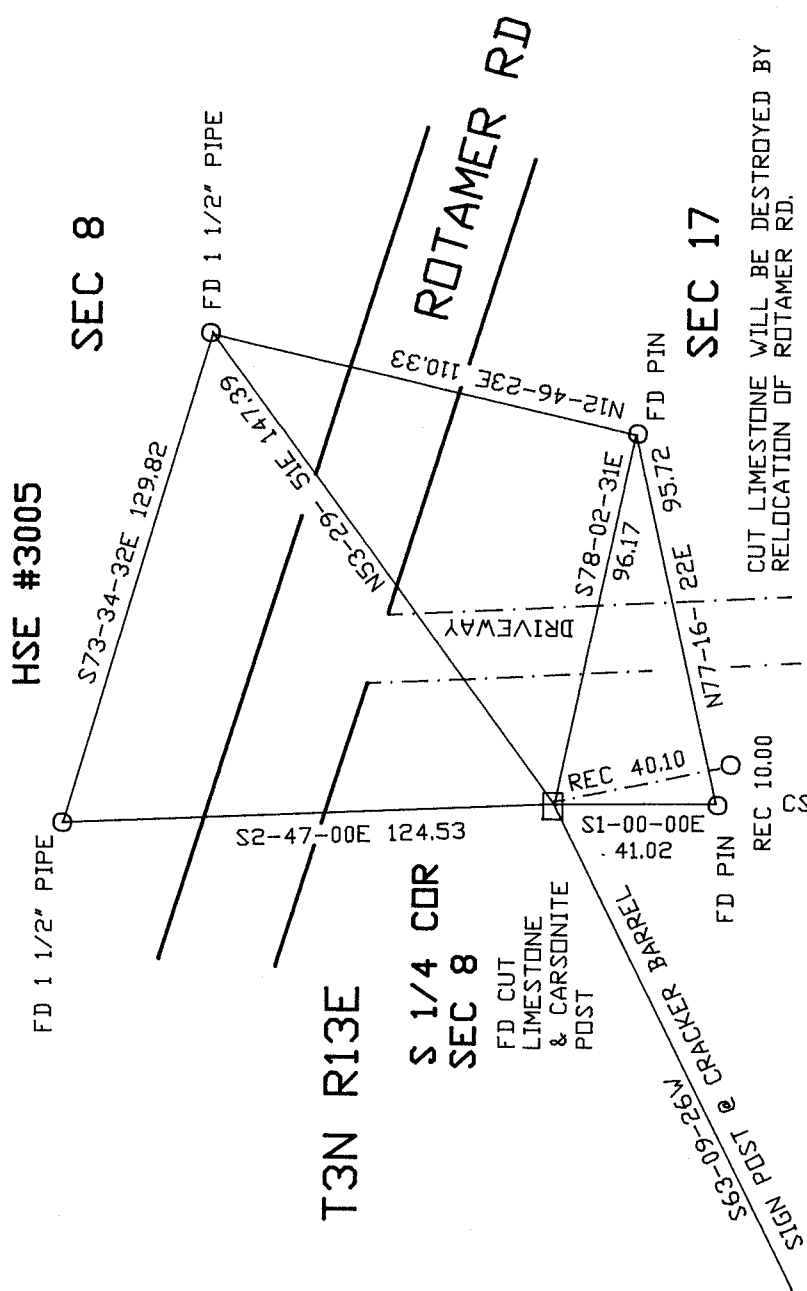 HSE #3005
SEC 8
FD 1 1/2" PIPE
FD 1 1/2" PIPE
S73-34-32E 129.82
ROTAMER RD
N53-29- 51E 147.39
N12-46-23E 110.33
S2-47-00E 124.53
T3N R13E
S 1/4 COR
SEC 8
FD CUT
LIMESTONE
& CARSONITE
POST
DRIVEWAY
S78-02-31E
96.17
FD PIN
SEC 17
REC 40.10
S1-00-00E
41.02
N77-16- 22E 95.72
FD PIN
REC 10.00
CS
S63-09-26W
SIGN POST @ CRACKER BARREL
CUT LIMESTONE WILL BE DESTROYED BY
RELOCATION OF ROTAMER RD.